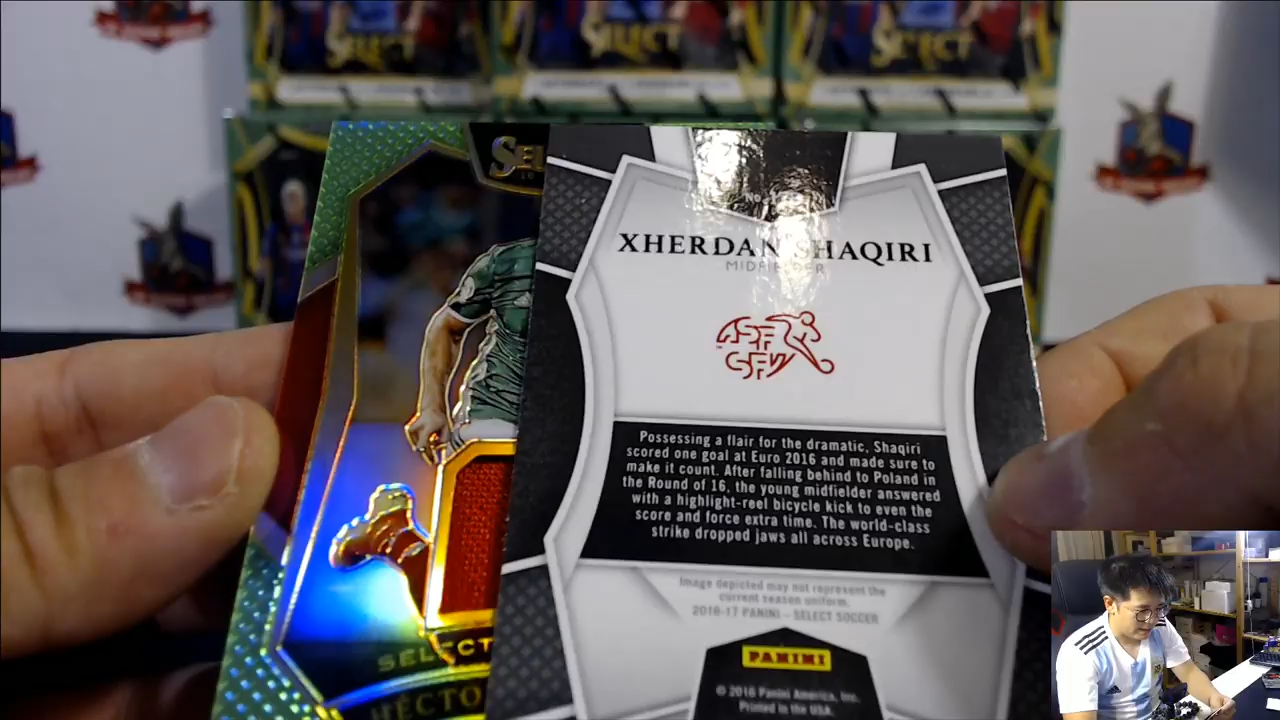 SELECT
SELECT
SELECT
SEL
XHERDAN SHAQIRI
MIDFIELDER
ASF
SFV
Possessing a flair for the dramatic, Shaqiri
scored one goal at Euro 2016 and made sure to
make it count. After falling behind to Poland in
the Round of 16, the young midfielder answered
with a highlight-reel bicycle kick to even the
score and force extra time. The world-class
strike dropped jaws all across Europe.
Image depicted may not represent the
current season uniform.
2016-17 PANINI – SELECT SOCCER
PANINI
© 2016 Panini America, Inc.
Printed in the USA.
SELECT
HECTO